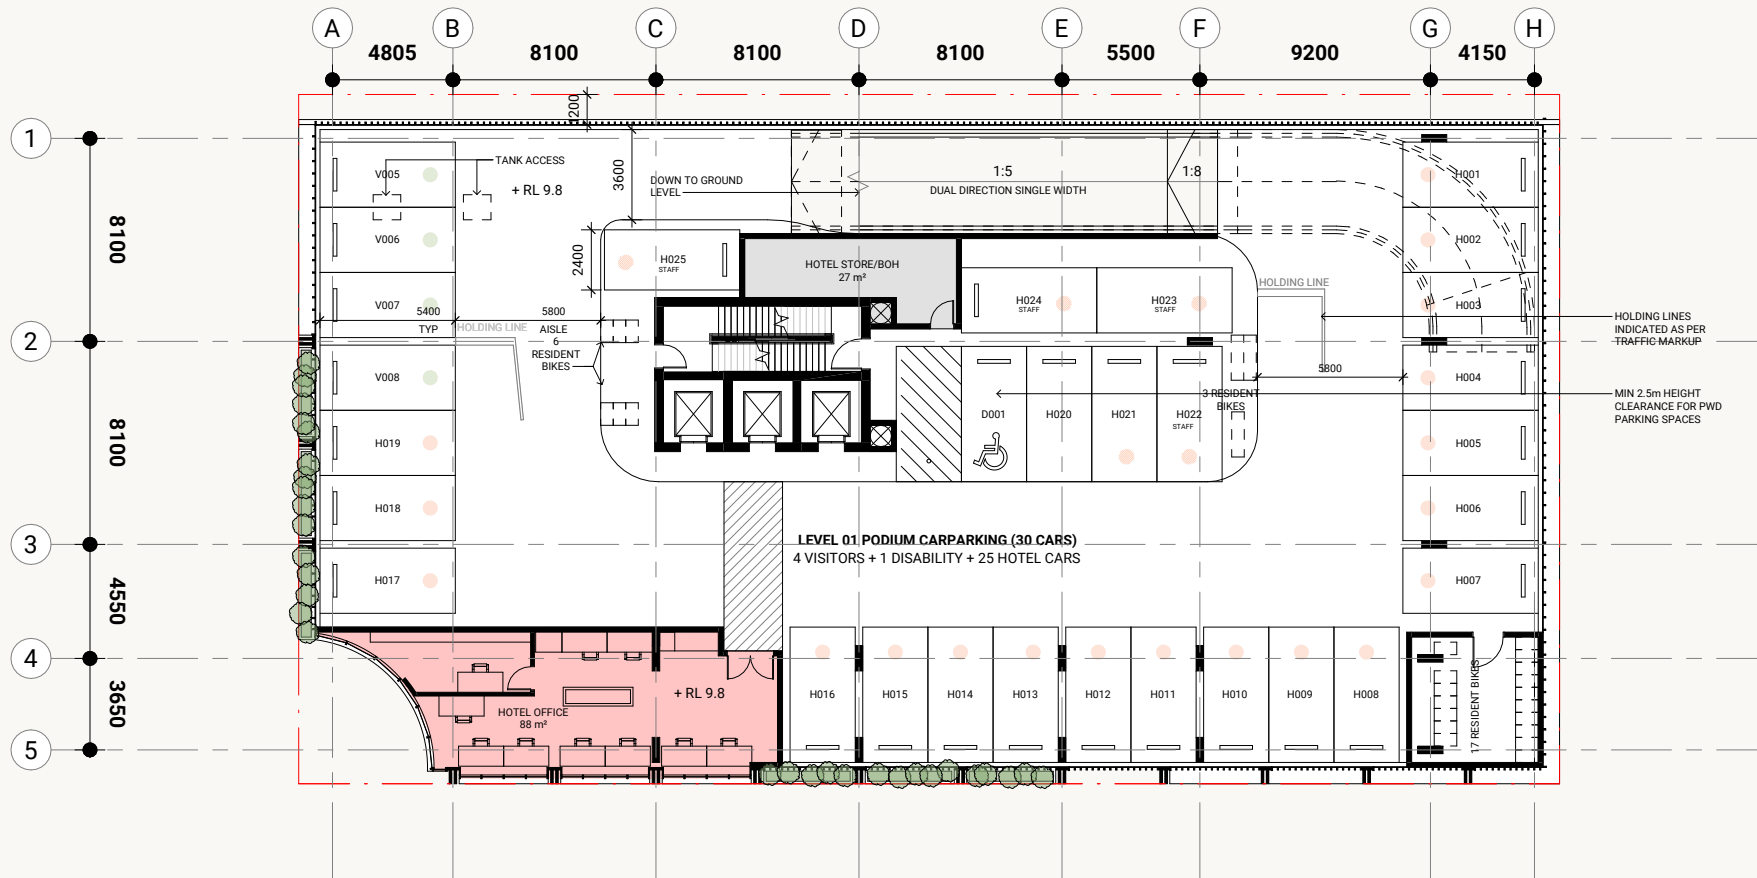 A B C D E F G H
4805 8100 8100 8100 5500 9200 4150
1200
1
V005
TANK ACCESS
+ RL 9.8
3600
DOWN TO GROUND
LEVEL
1:5
DUAL DIRECTION SINGLE WIDTH
1:8
H001
8100
V006
H002
2400
H025
STAFF
HOTEL STORE/BOH
27 m²
HOLDING LINE
V007
5400
TYP
HOLDING LINE
5800
AISLE
6
RESIDENT
BIKES
H024
STAFF
H023
STAFF
H003
HOLDING LINES
INDICATED AS PER
TRAFFIC MARKUP
2
V008
5800
H004
8100
3 RESIDENT
BIKES
MIN 2.5m HEIGHT
CLEARANCE FOR PWD
PARKING SPACES
D001
H020
H021
H022
STAFF
H019
H005
H018
H006
3
LEVEL 01 PODIUM CARPARKING (30 CARS)
4 VISITORS + 1 DISABILITY + 25 HOTEL CARS
H017
H007
4550
4
+ RL 9.8
3650
HOTEL OFFICE
88 m²
H016
H015
H014
H013
H012
H011
H010
H009
H008
17 RESIDENT BIKES
5